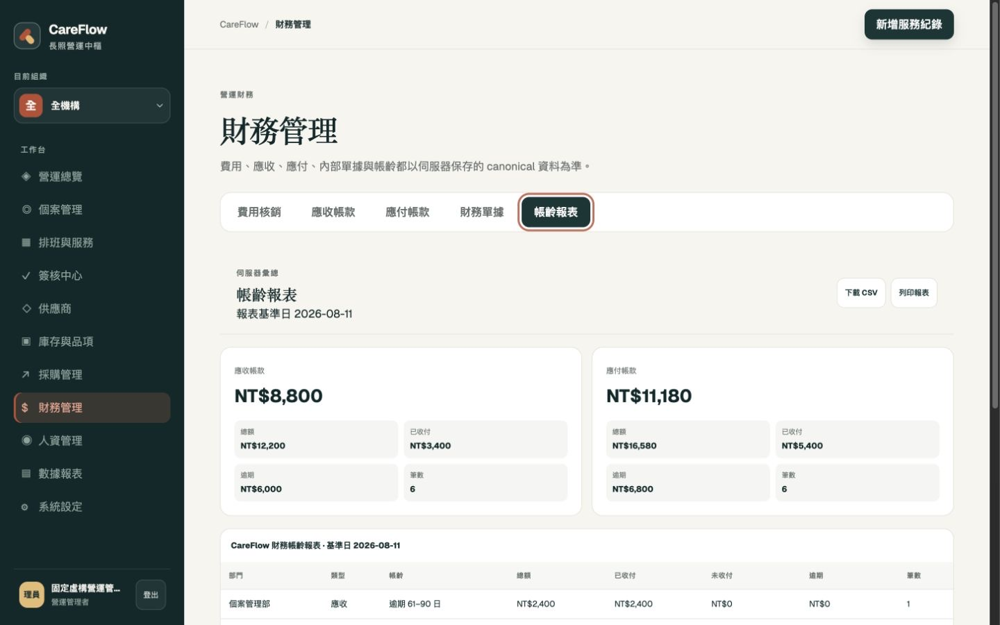 CareFlow
長照營運中樞
目前組織
全 全機構
工作台
營運總覽
個案管理
排班與服務
簽核中心
供應商
庫存與品項
採購管理
$ 財務管理
人資管理
數據報表
系統設定
理員 固定虛構營運管...
營運管理者
登出
CareFlow / 財務管理
新增服務紀錄
營運財務
財務管理
費用、應收、應付、內部單據與帳齡都以伺服器保存的 canonical 資料為準。
費用核銷 應收帳款 應付帳款 財務單據 帳齡報表
伺服器彙總
帳齡報表
報表基準日 2026-08-11
下載 CSV 列印報表
應收帳款
NT$8,800
總額 已收付
NT$12,200 NT$3,400
逾期 筆數
NT$6,000 6
應付帳款
NT$11,180
總額 已收付
NT$16,580 NT$5,400
逾期 筆數
NT$6,800 6
CareFlow 財務帳齡報表 · 基準日 2026-08-11
部門 類型 帳齡 總額 已收付 未收付 逾期 筆數
個案管理部 應收 逾期 61–90 日 NT$2,400 NT$2,400 NT$0 NT$0 1